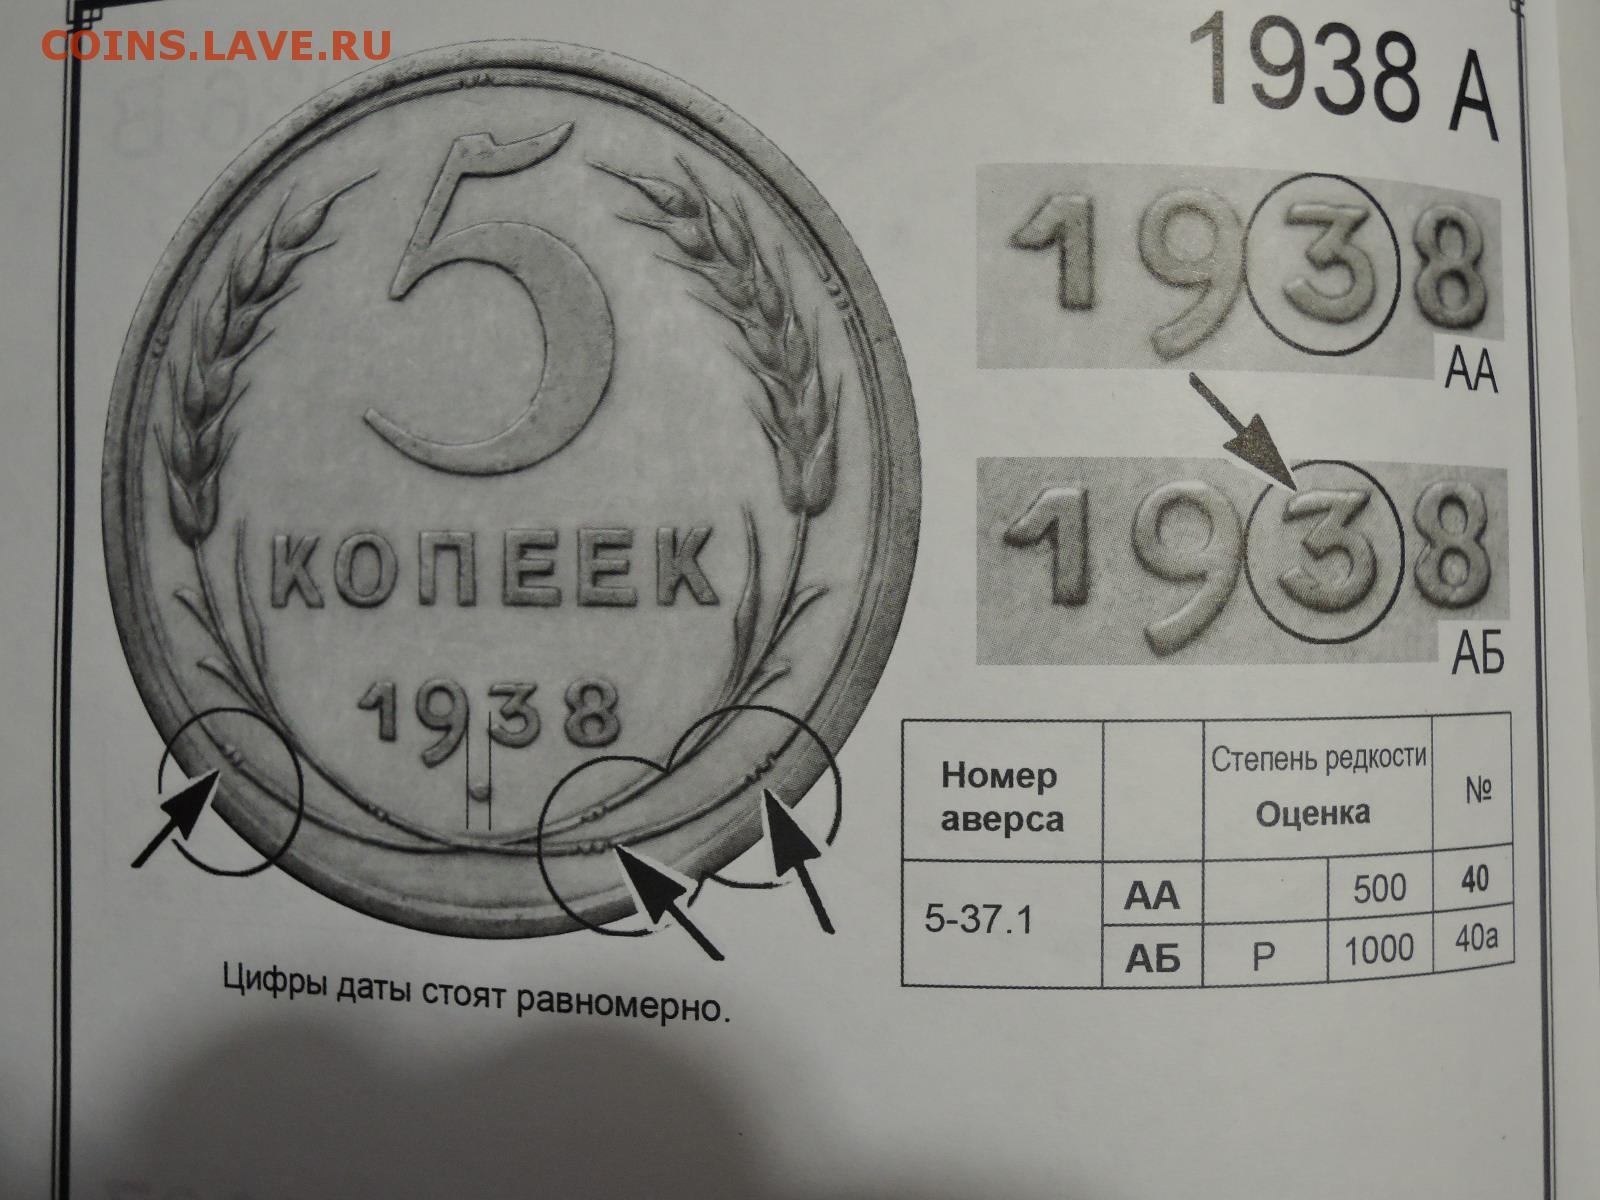 COINS.LAVE.RU
1938 А
5
КОПЕЕК
1938
1938
АА
1938
АБ
Номер аверса
Степень редкости
Оценка
№
5-37.1
АА
500
40
АБ
Р
1000
40а
Цифры даты стоят равномерно.